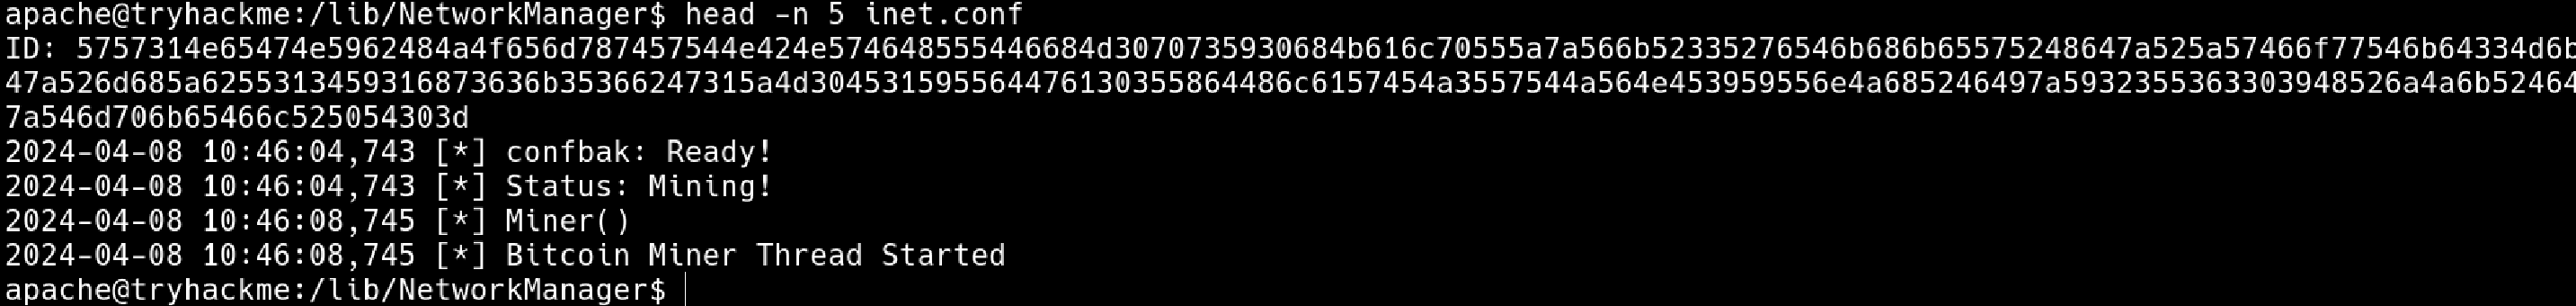 apache@tryhackme:/lib/NetworkManager$ head -n 5 inet.conf
ID: 5757314e65474e5962484a4f656d787457544e424e574648555446684d3070735930684b616c70555a7a566b52335276546b686b65575248647a525a57466f77546b64334d6b
47a526d685a6255313459316873636b35366247315a4d304531595564476130355864486c6157454a3557544a564e453959556e4a685246497a5932355363303948526a4a6b52464
7a546d706b65466c525054303d
2024-04-08 10:46:04,743 [*] confbak: Ready!
2024-04-08 10:46:04,743 [*] Status: Mining!
2024-04-08 10:46:08,745 [*] Miner()
2024-04-08 10:46:08,745 [*] Bitcoin Miner Thread Started
apache@tryhackme:/lib/NetworkManager$